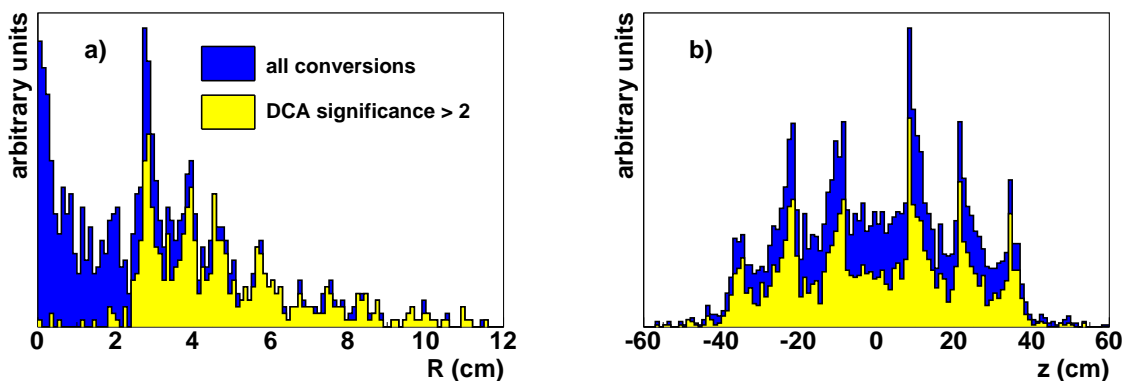 arbitrary units
a)
all conversions
DCA significance > 2
0 2 4 6 8 10 12
R (cm)
arbitrary units
b)
-60 -40 -20 0 20 40 60
z (cm)